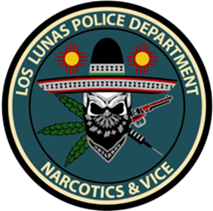 LOS LUNAS POLICE DEPARTMENT
NARCOTICS & VICE